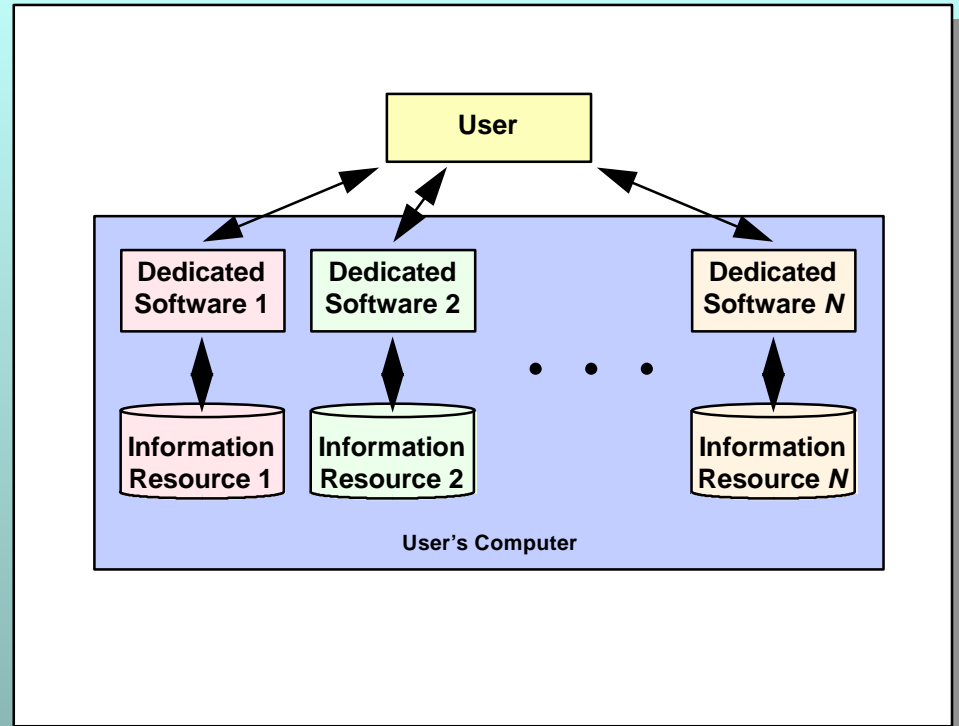 User
Dedicated
Software 1
Dedicated
Software 2
Dedicated
Software N
• • •
Information
Resource 1
Information
Resource 2
Information
Resource N
User's Computer